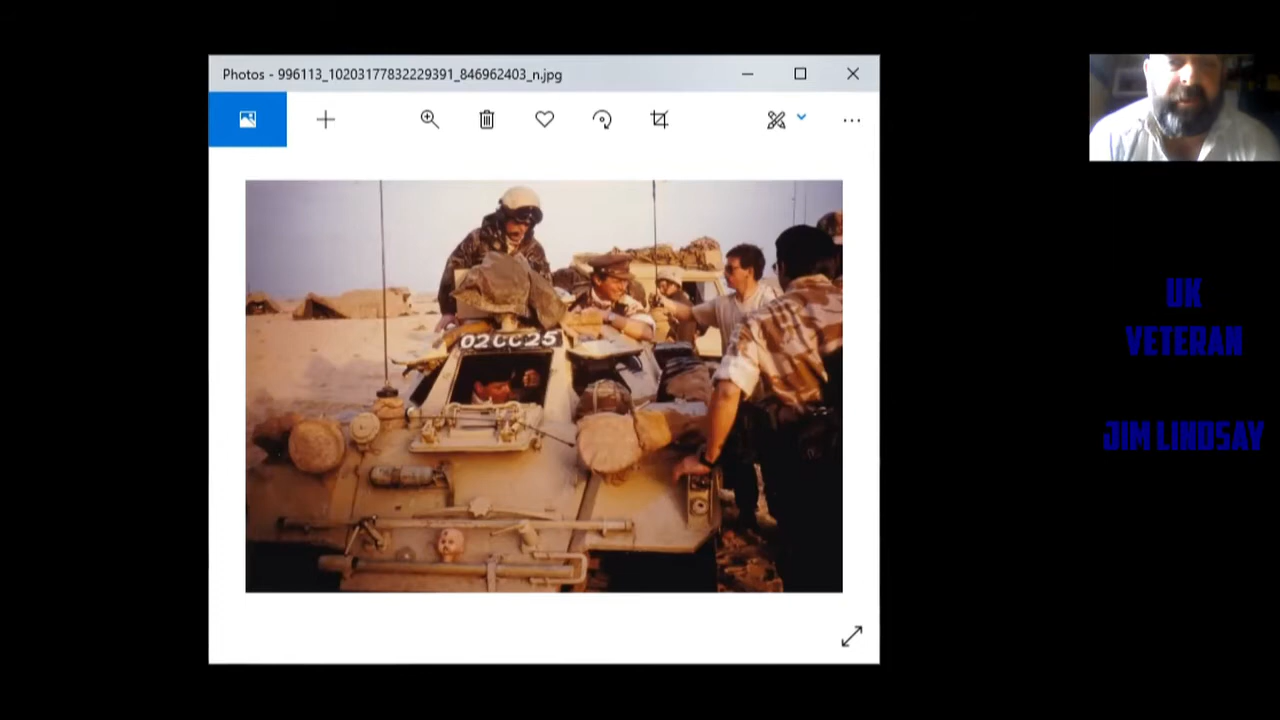 Photos - 996113_10203177832229391_846962403_n.jpg
02CC25
UK
VETERAN
JIM LINDSAY